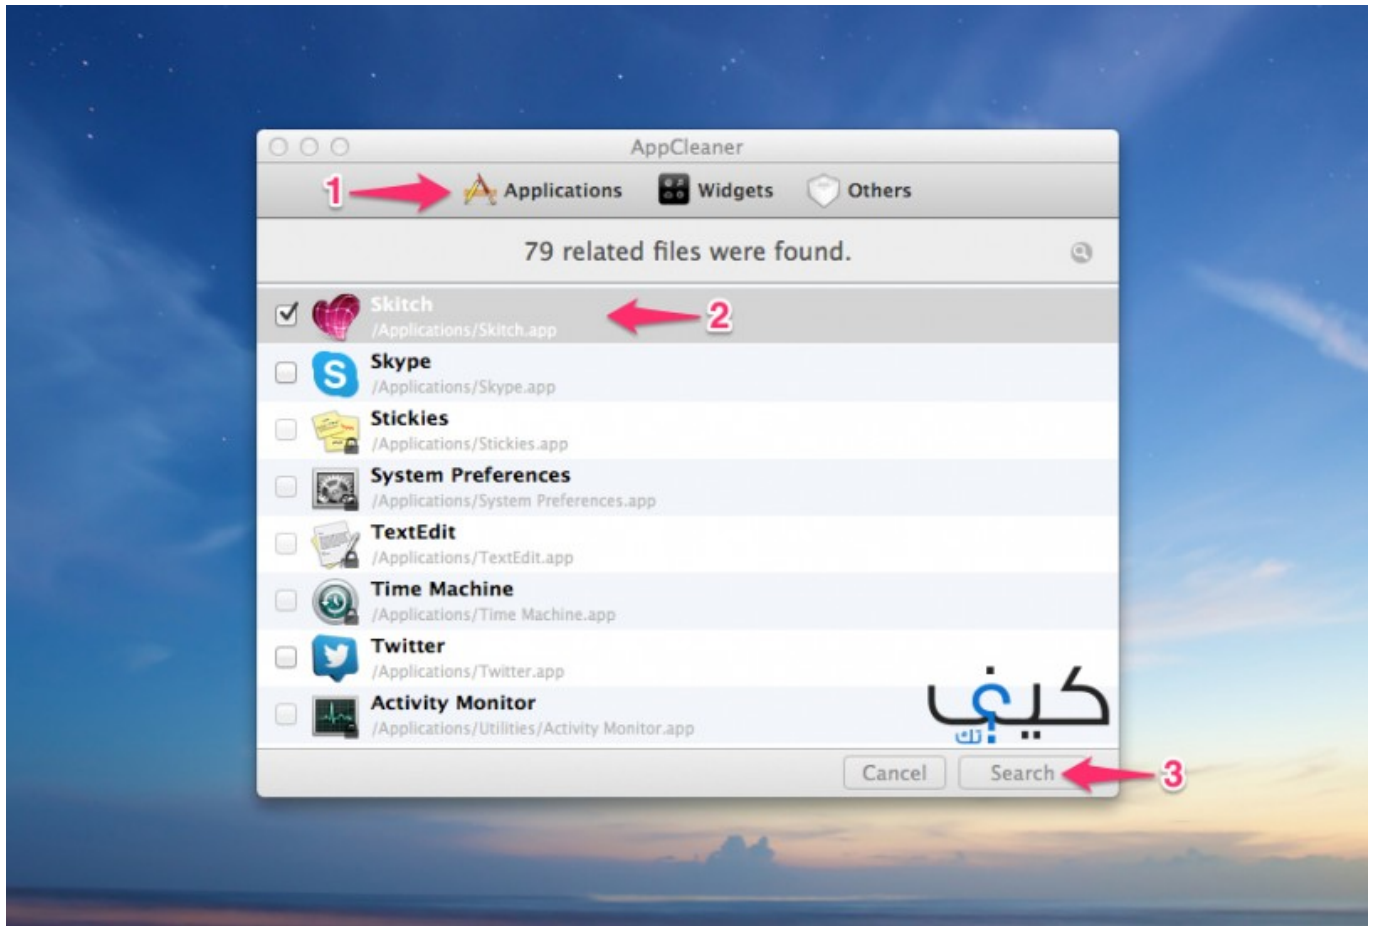 AppCleaner
1 Applications Widgets Others
79 related files were found.
Skitch
/Applications/Skitch.app
2
Skype
/Applications/Skype.app
Stickies
/Applications/Stickies.app
System Preferences
/Applications/System Preferences.app
TextEdit
/Applications/TextEdit.app
Time Machine
/Applications/Time Machine.app
Twitter
/Applications/Twitter.app
Activity Monitor
/Applications/Utilities/Activity Monitor.app
كيف
تك
Cancel Search 3